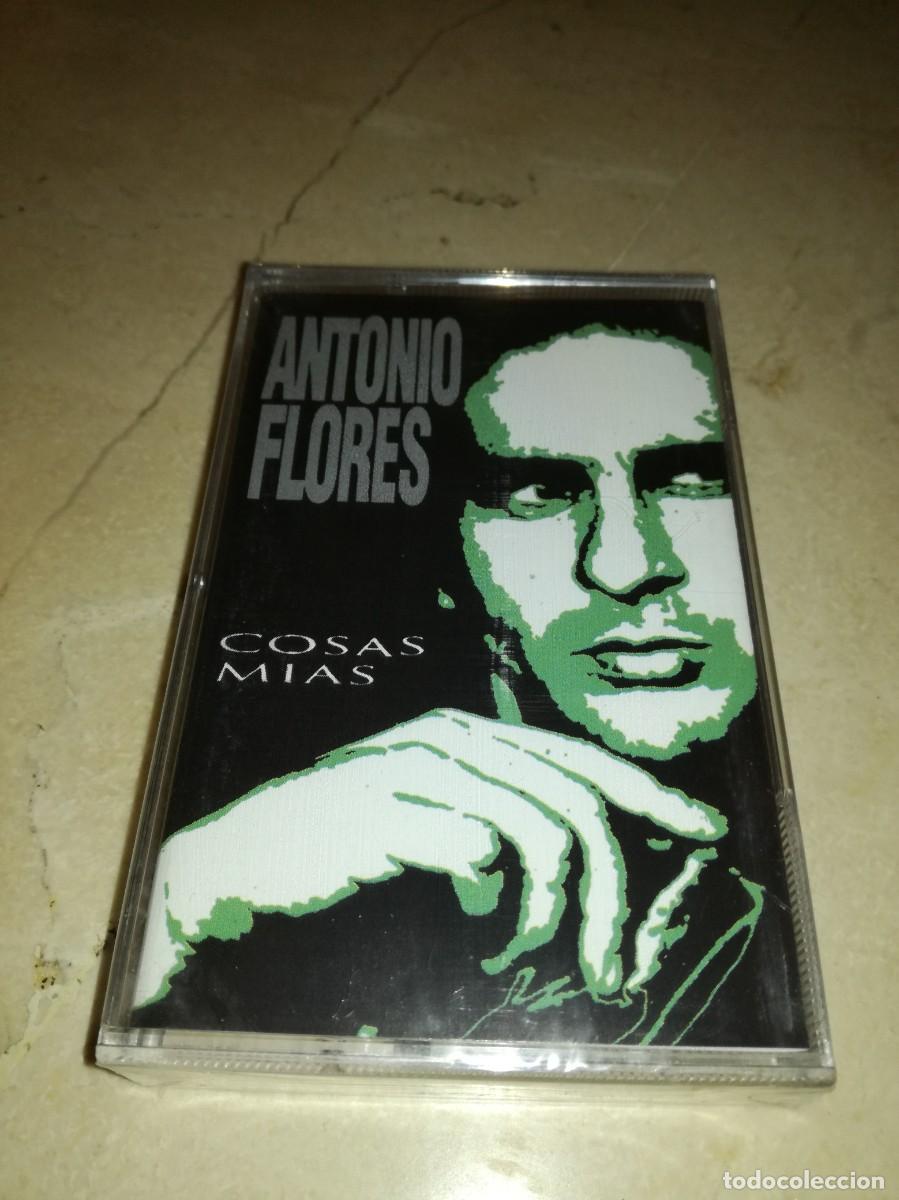 ANTONIO
FLORES
COSAS
MIAS
todocoleccion